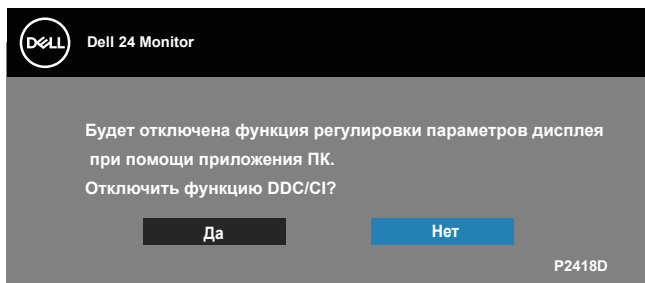 DELL
Dell 24 Monitor
Будет отключена функция регулировки параметров дисплея
при помощи приложения ПК.
Отключить функцию DDC/CI?
Да Нет
P2418D